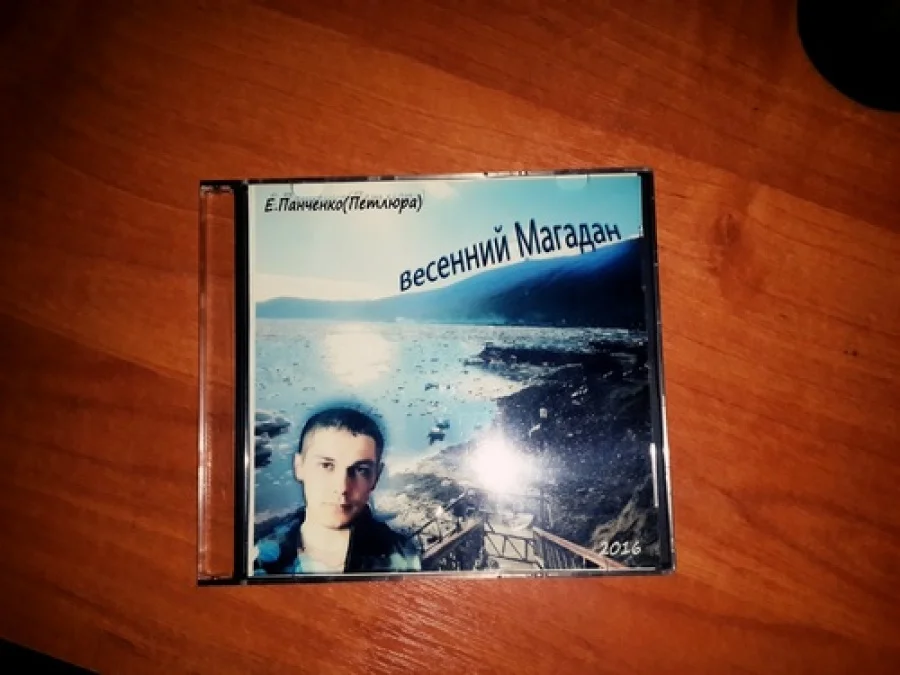 Е.Панченко(Петлюра)
весенний Магадан
2016